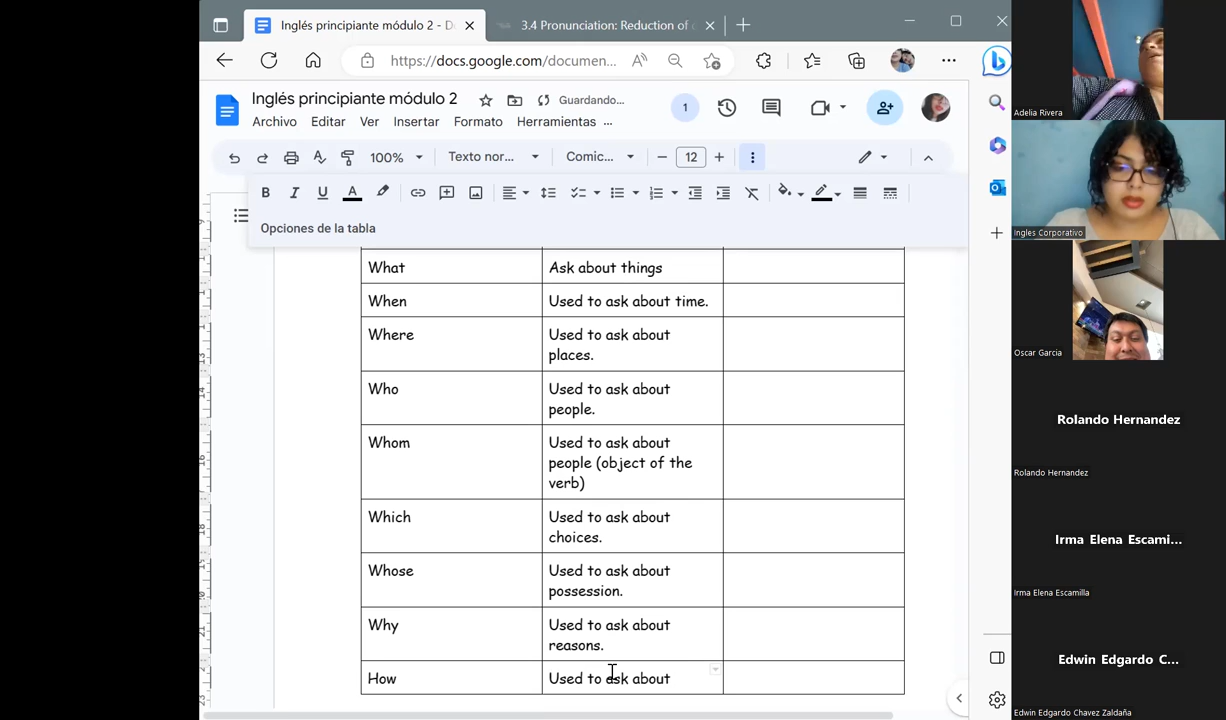 Inglés principiante módulo 2 - D
3.4 Pronunciation: Reduction of
https://docs.google.com/documen...
Inglés principiante módulo 2
Guardando...
Archivo Editar Ver Insertar Formato Herramientas ...
1
100% Texto nor... Comic... 12
Opciones de la tabla
What Ask about things
When Used to ask about time.
Where Used to ask about
places.
Who Used to ask about
people.
Whom Used to ask about
people (object of the
verb)
Which Used to ask about
choices.
Whose Used to ask about
possession.
Why Used to ask about
reasons.
How Used to ask about
Adelia Rivera
Ingles Corporativo
Oscar Garcia
Rolando Hernandez
Rolando Hernandez
Irma Elena Escami...
Irma Elena Escamilla
Edwin Edgardo C...
Edwin Edgardo Chavez Zaldaña